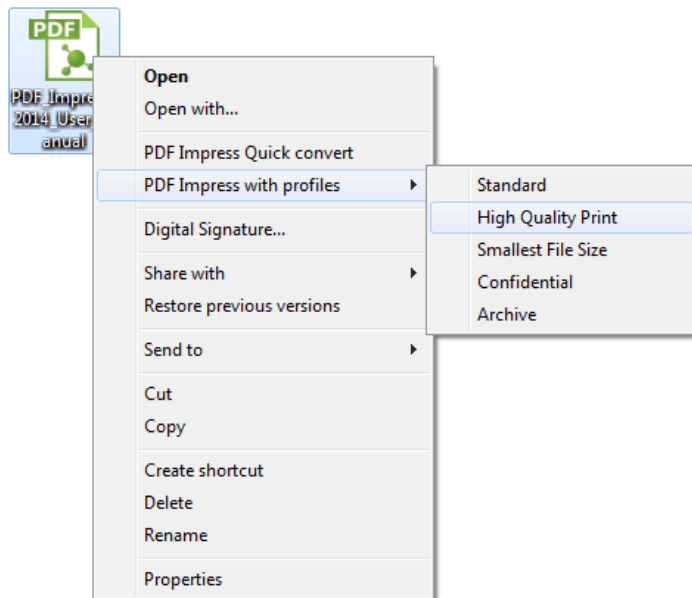 PDF
PDF_Impre
2014_User
anual
Open
Open with...
PDF Impress Quick convert
PDF Impress with profiles
Digital Signature...
Share with
Restore previous versions
Send to
Cut
Copy
Create shortcut
Delete
Rename
Properties
Standard
High Quality Print
Smallest File Size
Confidential
Archive